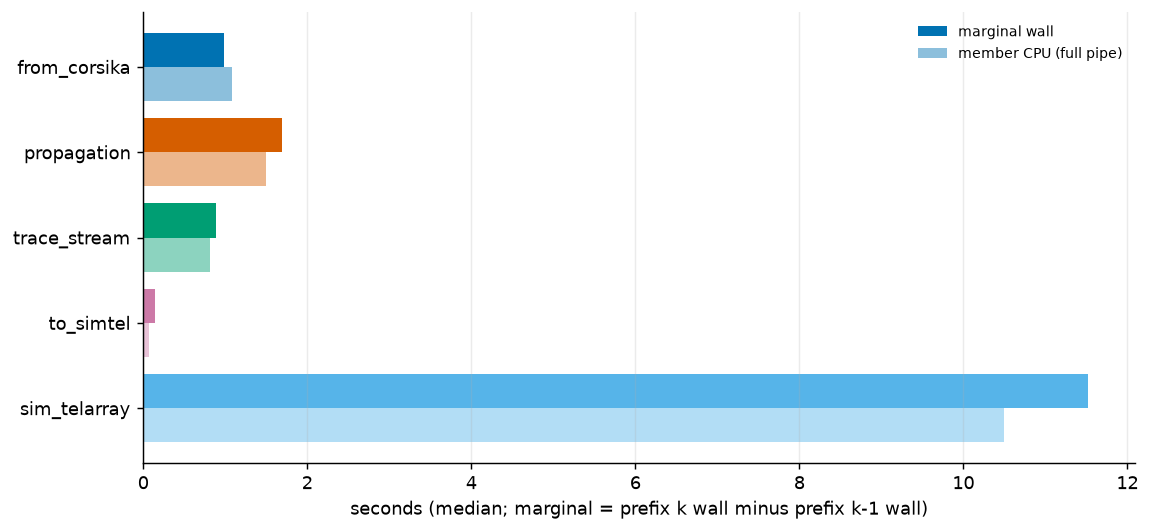 marginal wall
member CPU (full pipe)
from_corsika
propagation
trace_stream
to_simtel
sim_telarray
0 2 4 6 8 10 12
seconds (median; marginal = prefix k wall minus prefix k-1 wall)